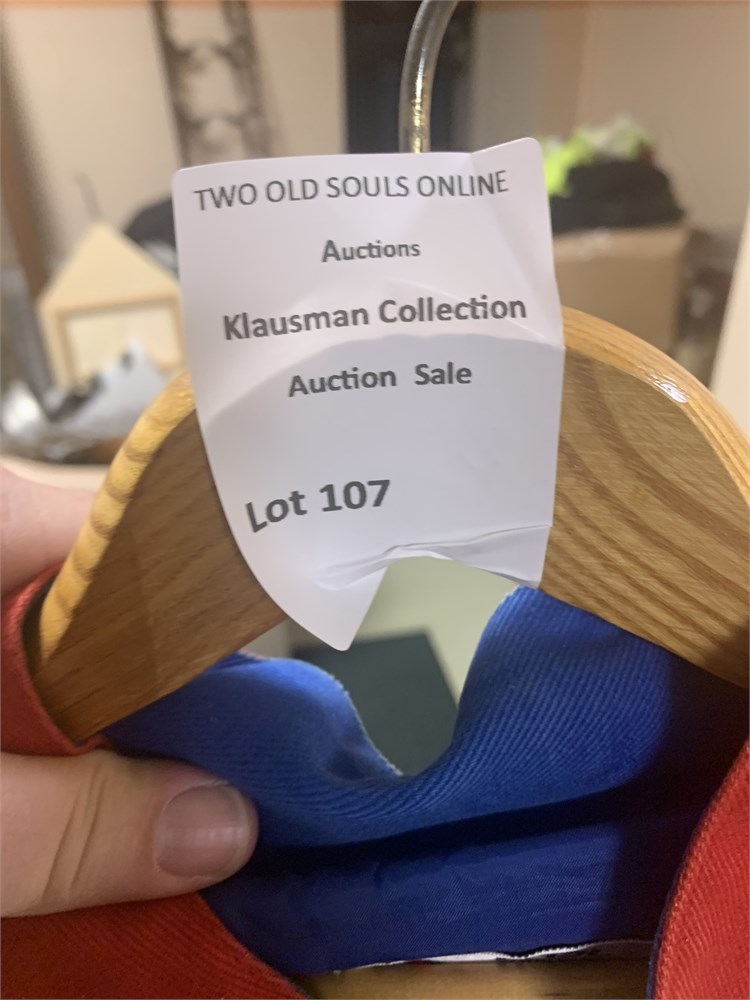 TWO OLD SOULS ONLINE
Auctions
Klausman Collection
Auction Sale
Lot 107